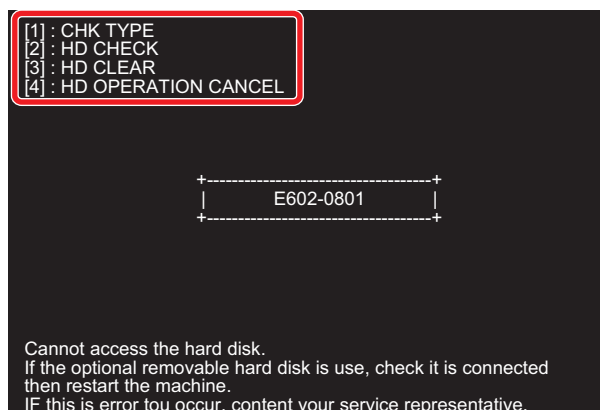 [1] : CHK TYPE
[2] : HD CHECK
[3] : HD CLEAR
[4] : HD OPERATION CANCEL
+------------------------------------+
| E602-0801 |
+------------------------------------+
Cannot access the hard disk.
If the optional removable hard disk is use, check it is connected
then restart the machine.
IF this is error tou occur, content your service representative.